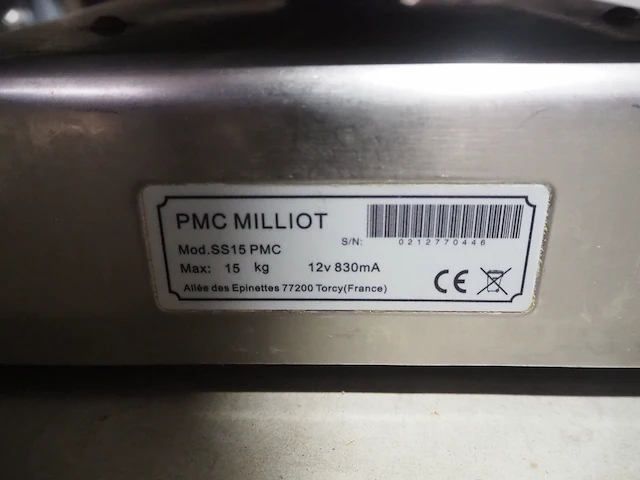 PMC MILLIOT
S/N: 0212770446
Mod.SS15 PMC
Max: 15 kg 12v 830mA
Allée des Epinettes 77200 Torcy(France)
CE